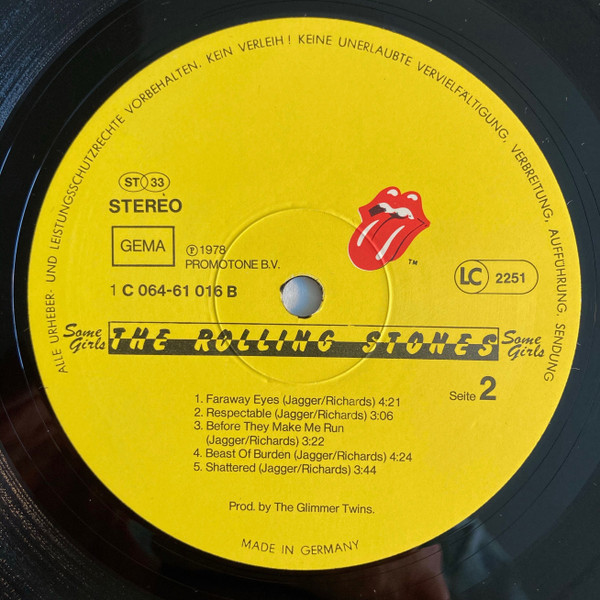 ALLE URHEBER- UND LEISTUNGSSCHUTZRECHTE VORBEHALTEN. KEIN VERLEIH! KEINE UNERLAUBTE VERVIELFÄLTIGUNG, VERBREITUNG, AUFFÜHRUNG, SENDUNG
ST 33
STEREO
GEMA
Ⓟ 1978
PROMOTONE B.V.
TM
LC 2251
1 C 064-61 016 B
Some Girls THE ROLLING STONES Some Girls
Seite 2
1. Faraway Eyes (Jagger/Richards) 4:21
2. Respectable (Jagger/Richards) 3:06
3. Before They Make Me Run
(Jagger/Richards) 3:22
4. Beast Of Burden (Jagger/Richards) 4:24
5. Shattered (Jagger/Richards) 3:44
Prod. by The Glimmer Twins.
MADE IN GERMANY